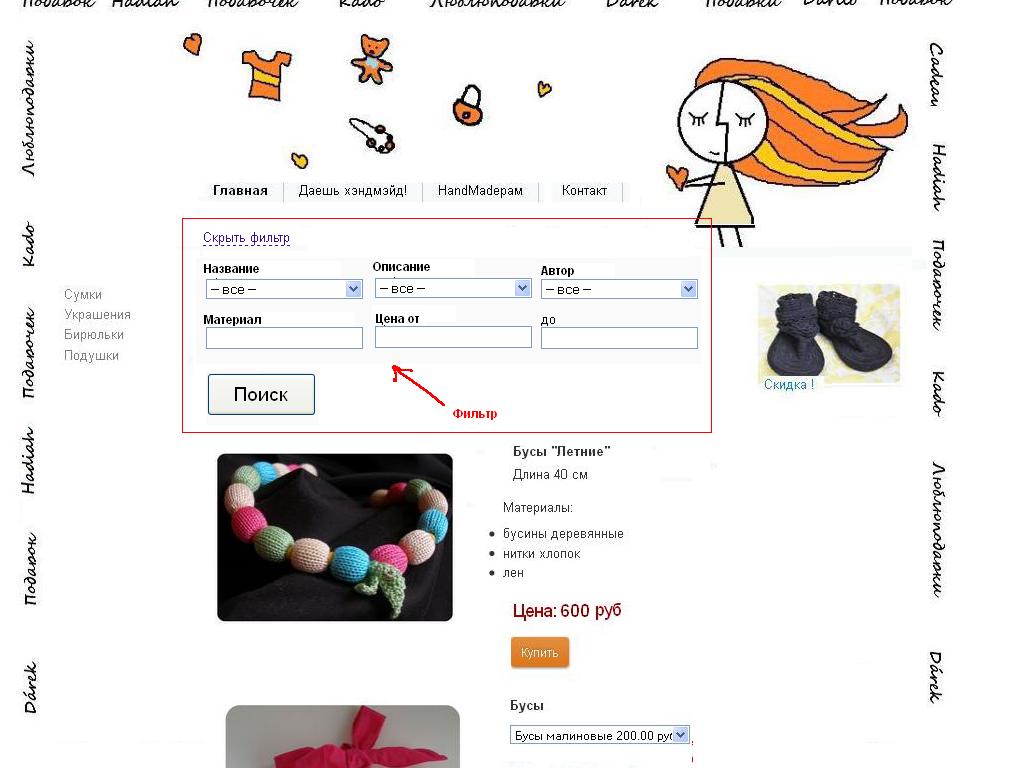 Подарок Hadiah Подарочек Kado Люблюподарки Dárek Подарки Darilo Подарок
Люблюподарки
Kado
Подарочек
Hadiah
Подарок
Dárek
Главная Даешь хэндмэйд! HandMadeрам Контакт
Скрыть фильтр
Название Описание Автор
-- все -- -- все -- -- все --
Материал Цена от до
Поиск
Фильтр
Сумки
Украшения
Бирюльки
Подушки
Скидка !
Бусы "Летние"
Длина 40 см
Материалы:
• бусины деревянные
• нитки хлопок
• лен
Цена: 600 руб
Купить
Бусы
Бусы малиновые 200.00 руб
Cadeau
Hadiah
Подарочек
Kado
Люблюподарки
Dárek